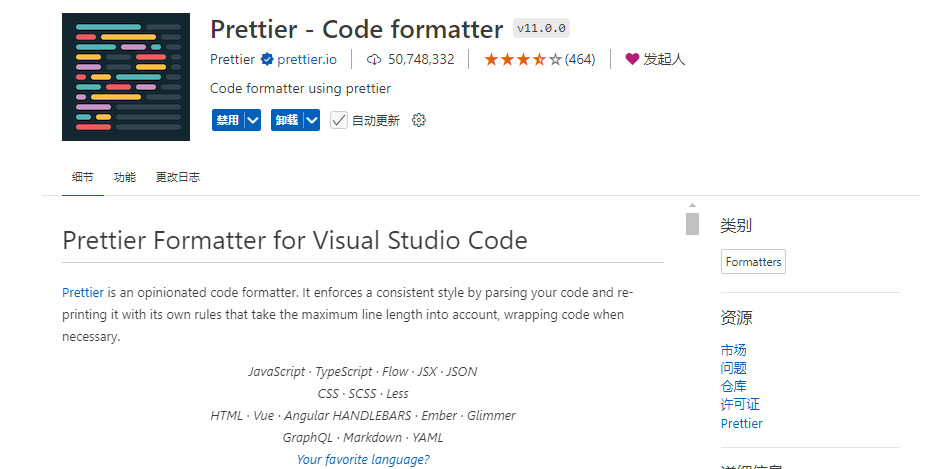 Prettier - Code formatter v11.0.0
Prettier prettier.io 50,748,332 (464) 发起人
Code formatter using prettier
禁用 卸载 自动更新
细节 功能 更改日志
Prettier Formatter for Visual Studio Code
Prettier is an opinionated code formatter. It enforces a consistent style by parsing your code and re-
printing it with its own rules that take the maximum line length into account, wrapping code when
necessary.
JavaScript · TypeScript · Flow · JSX · JSON
CSS · SCSS · Less
HTML · Vue · Angular HANDLEBARS · Ember · Glimmer
GraphQL · Markdown · YAML
Your favorite language?
类别
Formatters
资源
市场
问题
仓库
许可证
Prettier